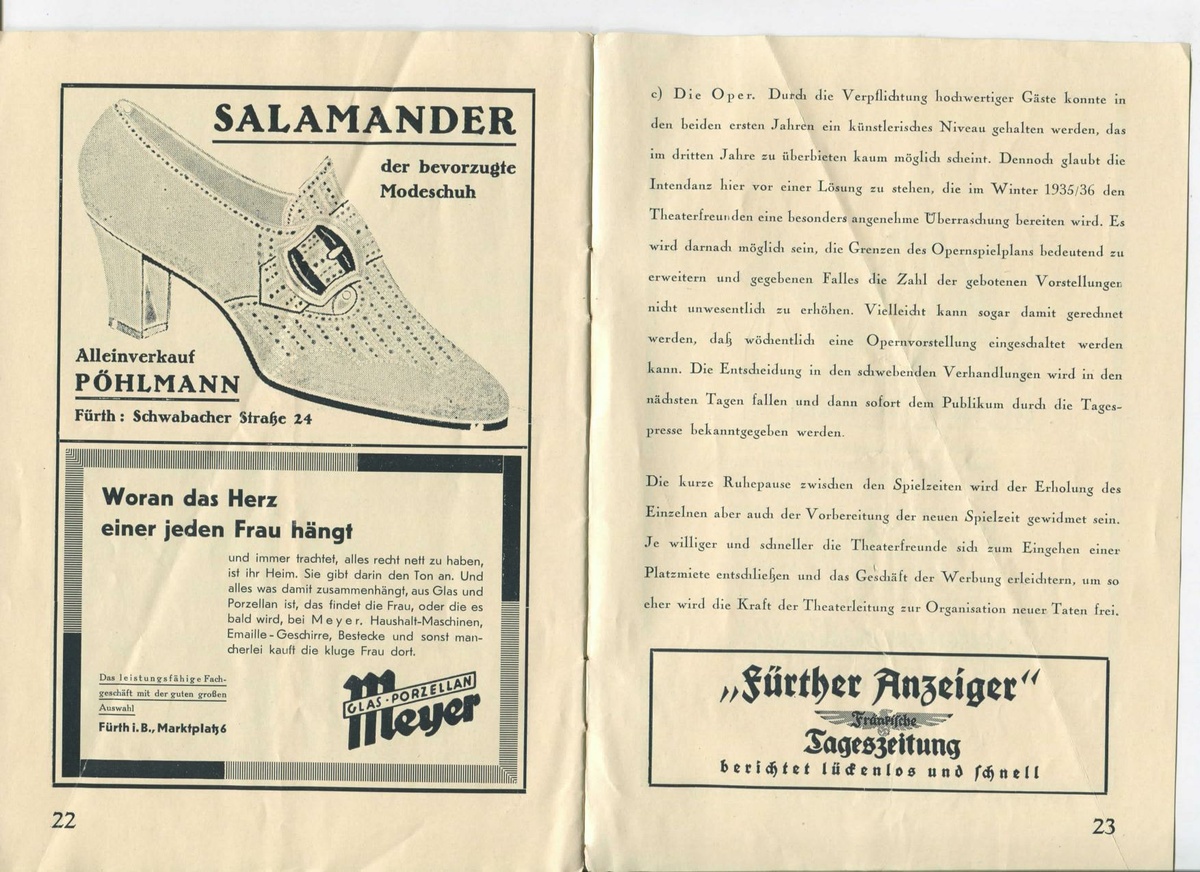 SALAMANDER
der bevorzugte
Modeschuh
Alleinverkauf
PÖHLMANN
Fürth: Schwabacher Straße 24
Woran das Herz
einer jeden Frau hängt
und immer trachtet, alles recht nett zu haben,
ist ihr Heim. Sie gibt darin den Ton an. Und
alles was damit zusammenhängt, aus Glas und
Porzellan ist, das findet die Frau, oder die es
bald wird, bei Meyer. Haushalt-Maschinen,
Emaille-Geschirre, Bestecke und sonst man-
cherlei kauft die kluge Frau dort.
Das leistungsfähige Fach-
geschäft mit der guten großen
Auswahl
Fürth i. B., Marktplatz 6
GLAS·PORZELLAN
Meyer
22
c) Die Oper. Durch die Verpflichtung hochwertiger Gäste konnte in
den beiden ersten Jahren ein künstlerisches Niveau gehalten werden, das
im dritten Jahre zu überbieten kaum möglich scheint. Dennoch glaubt die
Intendanz hier vor einer Lösung zu stehen, die im Winter 1935/36 den
Theaterfreunden eine besonders angenehme Überraschung bereiten wird. Es
wird darnach möglich sein, die Grenzen des Opernspielplans bedeutend zu
erweitern und gegebenen Falles die Zahl der gebotenen Vorstellungen
nicht unwesentlich zu erhöhen. Vielleicht kann sogar damit gerechnet
werden, daß wöchentlich eine Opernvorstellung eingeschaltet werden
kann. Die Entscheidung in den schwebenden Verhandlungen wird in den
nächsten Tagen fallen und dann sofort dem Publikum durch die Tages-
presse bekanntgegeben werden.
Die kurze Ruhepause zwischen den Spielzeiten wird der Erholung des
Einzelnen aber auch der Vorbereitung der neuen Spielzeit gewidmet sein.
Je williger und schneller die Theaterfreunde sich zum Eingehen einer
Platzmiete entschließen und das Geschäft der Werbung erleichtern, um so
eher wird die Kraft der Theaterleitung zur Organisation neuer Taten frei.
„Fürther Anzeiger“
Fränkische
Tageszeitung
berichtet lückenlos und schnell
23